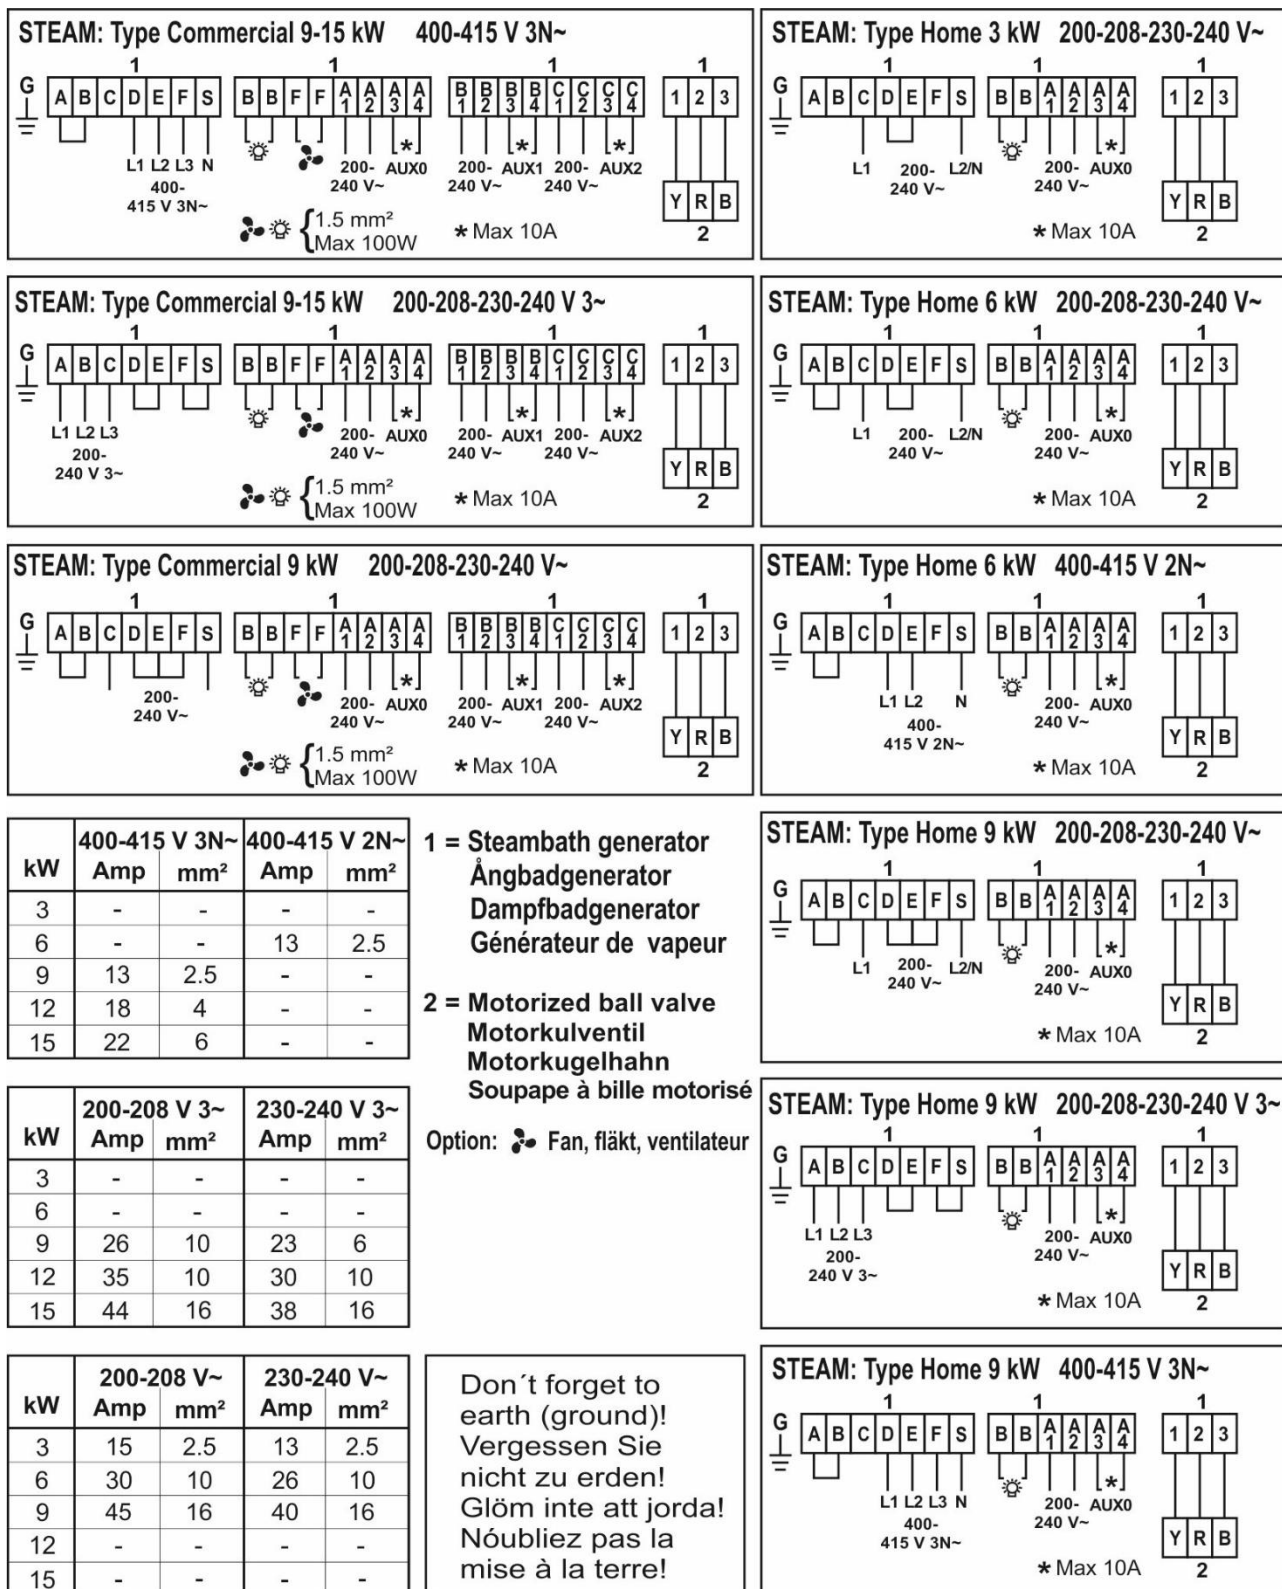 STEAM: Type Commercial 9-15 kW 400-415 V 3N~
1 1 1 1
G A B C D E F S B B F F A1 A2 A3 A4 B1 B2 B3 B4 C1 C2 C3 C4 1 2 3
L1 L2 L3 N
400-
415 V 3N~
200-
240 V~
* AUX0
200-
240 V~
* AUX1
200-
240 V~
* AUX2
Y R B
2
{1.5 mm²
Max 100W
* Max 10A
STEAM: Type Commercial 9-15 kW 200-208-230-240 V 3~
1 1 1 1
G A B C D E F S B B F F A1 A2 A3 A4 B1 B2 B3 B4 C1 C2 C3 C4 1 2 3
L1 L2 L3
200-
240 V 3~
200-
240 V~
* AUX0
200-
240 V~
* AUX1
200-
240 V~
* AUX2
Y R B
2
{1.5 mm²
Max 100W
* Max 10A
STEAM: Type Commercial 9 kW 200-208-230-240 V~
1 1 1 1
G A B C D E F S B B F F A1 A2 A3 A4 B1 B2 B3 B4 C1 C2 C3 C4 1 2 3
200-
240 V~
200-
240 V~
* AUX0
200-
240 V~
* AUX1
200-
240 V~
* AUX2
Y R B
2
{1.5 mm²
Max 100W
* Max 10A
kW 400-415 V 3N~ 400-415 V 2N~
Amp mm² Amp mm²
3 - - - -
6 - - 13 2.5
9 13 2.5 - -
12 18 4 - -
15 22 6 - -
kW 200-208 V 3~ 230-240 V 3~
Amp mm² Amp mm²
3 - - - -
6 - - - -
9 26 10 23 6
12 35 10 30 10
15 44 16 38 16
kW 200-208 V~ 230-240 V~
Amp mm² Amp mm²
3 15 2.5 13 2.5
6 30 10 26 10
9 45 16 40 16
12 - - - -
15 - - - -
1 = Steambath generator
Ångbadgenerator
Dampfbadgenerator
Générateur de vapeur
2 = Motorized ball valve
Motorkulventil
Motorkugelhahn
Soupape à bille motorisé
Option: Fan, fläkt, ventilateur
Don´t forget to
earth (ground)!
Vergessen Sie
nicht zu erden!
Glöm inte att jorda!
Nóubliez pas la
mise à la terre!
STEAM: Type Home 3 kW 200-208-230-240 V~
1 1 1
G A B C D E F S B B A1 A2 A3 A4 1 2 3
L1 200- L2/N
240 V~
200-
240 V~
* AUX0
Y R B
2
* Max 10A
STEAM: Type Home 6 kW 200-208-230-240 V~
1 1 1
G A B C D E F S B B A1 A2 A3 A4 1 2 3
L1 200- L2/N
240 V~
200-
240 V~
* AUX0
Y R B
2
* Max 10A
STEAM: Type Home 6 kW 400-415 V 2N~
1 1 1
G A B C D E F S B B A1 A2 A3 A4 1 2 3
L1 L2 N
400-
415 V 2N~
200-
240 V~
* AUX0
Y R B
2
* Max 10A
STEAM: Type Home 9 kW 200-208-230-240 V~
1 1 1
G A B C D E F S B B A1 A2 A3 A4 1 2 3
L1 200- L2/N
240 V~
200-
240 V~
* AUX0
Y R B
2
* Max 10A
STEAM: Type Home 9 kW 200-208-230-240 V 3~
1 1 1
G A B C D E F S B B A1 A2 A3 A4 1 2 3
L1 L2 L3
200-
240 V 3~
200-
240 V~
* AUX0
Y R B
2
* Max 10A
STEAM: Type Home 9 kW 400-415 V 3N~
1 1 1
G A B C D E F S B B A1 A2 A3 A4 1 2 3
L1 L2 L3 N
400-
415 V 3N~
200-
240 V~
* AUX0
Y R B
2
* Max 10A